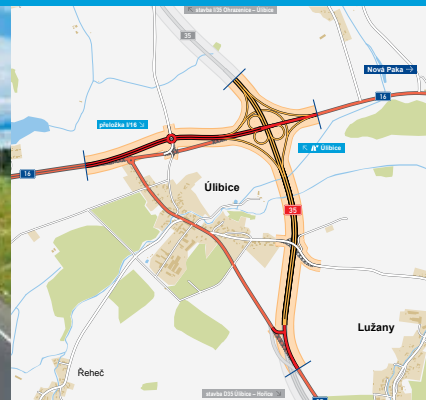 stavba I/35 Ohrazenice – Úlibice
35
Nová Paka →
16
přeložka I/16
Úlibice
16
Úlibice
35
Lužany
Řeheč
stavba D35 Úlibice – Hořice